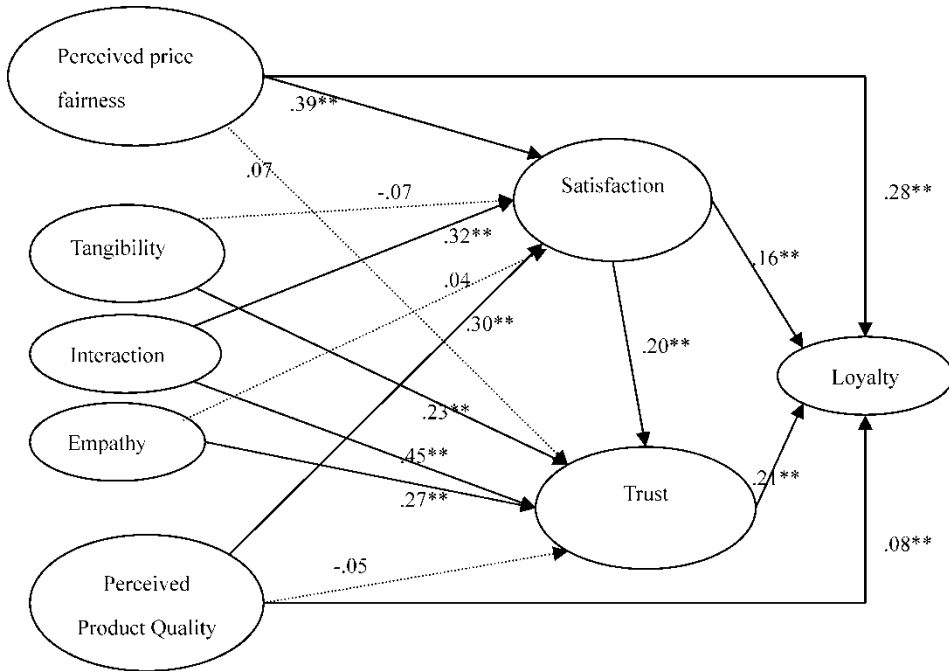 Perceived price
fairness
.39**
.07
Satisfaction
-.07
.28**
Tangibility
.32**
.16**
.04
.30**
Interaction
.20**
Loyalty
.23**
Empathy
.45**
.27**
Trust
.21**
-.05
.08**
Perceived
Product Quality